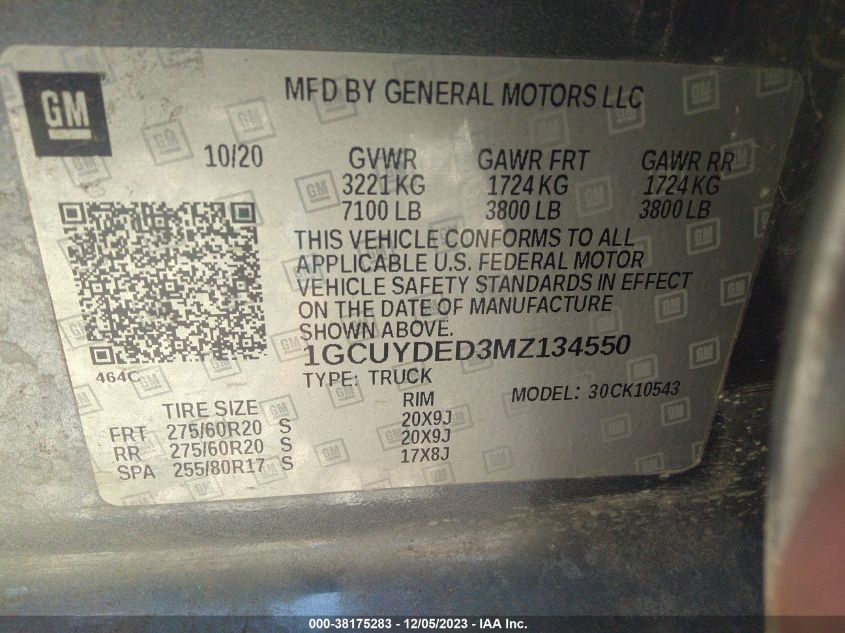 GM
MFD BY GENERAL MOTORS LLC
10/20 GVWR GAWR FRT GAWR RR
3221 KG 1724 KG 1724 KG
7100 LB 3800 LB 3800 LB
THIS VEHICLE CONFORMS TO ALL
APPLICABLE U.S. FEDERAL MOTOR
VEHICLE SAFETY STANDARDS IN EFFECT
ON THE DATE OF MANUFACTURE
SHOWN ABOVE.
1GCUYDED3MZ134550
464C
TYPE: TRUCK
MODEL: 30CK10543
TIRE SIZE RIM
FRT 275/60R20 S 20X9J
RR 275/60R20 S 20X9J
SPA 255/80R17 S 17X8J
000-38175283 - 12/05/2023 - IAA Inc.